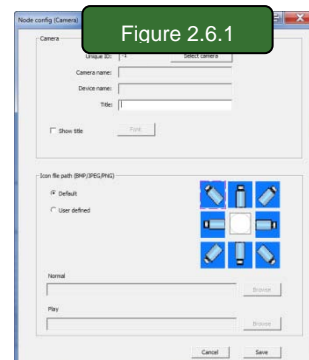 Node config (Camera)
Figure 2.6.1
Camera
Unique ID: -1
Select camera
Camera name:
Device name:
Title:
Show title
Font
Icon file path (BMP/JPEG/PNG)
Default
User defined
Normal
Browse
Play
Browse
Cancel
Save